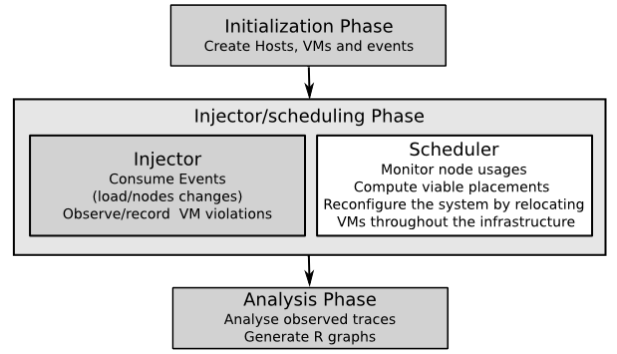 Initialization Phase
Create Hosts, VMs and events
Injector/scheduling Phase
Injector
Consume Events
(load/nodes changes)
Observe/record VM violations
Scheduler
Monitor node usages
Compute viable placements
Reconfigure the system by relocating
VMs throughout the infrastructure
Analysis Phase
Analyse observed traces
Generate R graphs